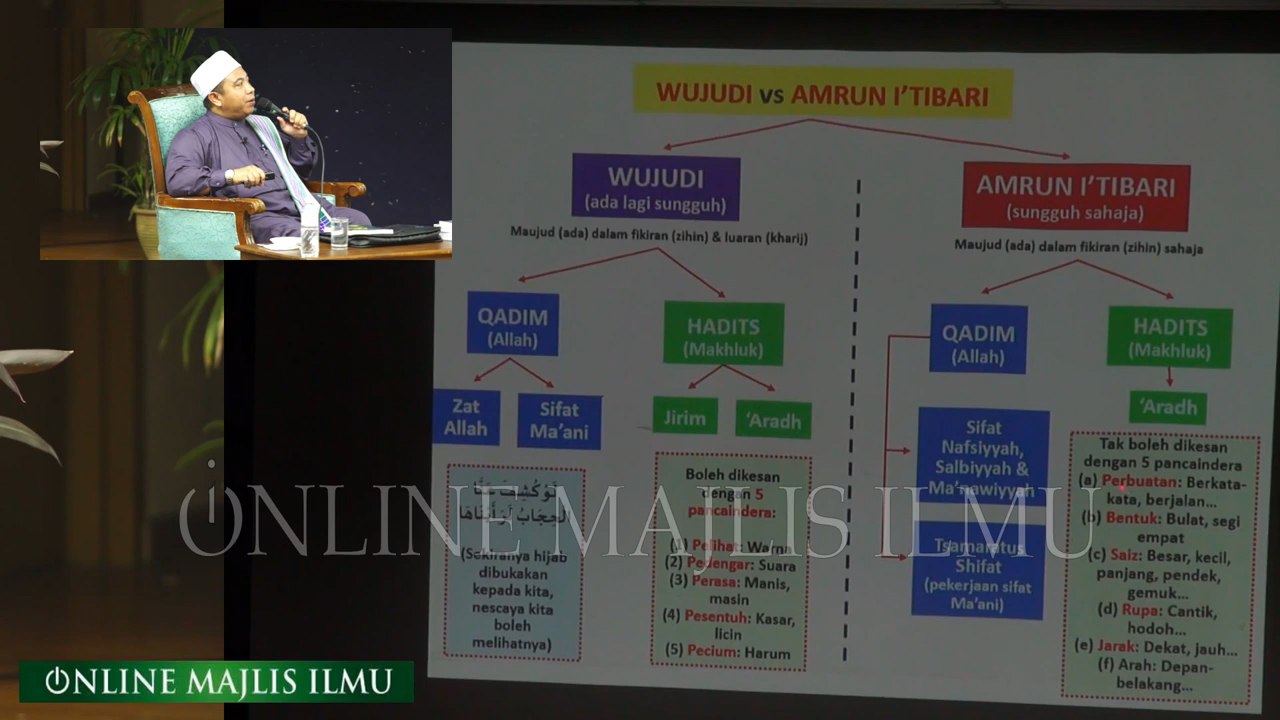 WUJUDI vs AMRUN I'TIBARI
WUJUDI
(ada lagi sungguh)
Maujud (ada) dalam fikiran (zihin) & luaran (kharij)
QADIM
(Allah)
HADITS
(Makhluk)
Zat
Allah
Sifat
Ma'ani
Jirim
'Aradh
لَوْ كُشِفَ عَنَّا
الْحِجَابُ لَرَأَيْنَاهَا
(Sekiranya hijab
dibukakan
kepada kita,
nescaya kita
boleh
melihatnya)
Boleh dikesan
dengan 5
pancaindera:
(1) Pelihat: Warna
(2) Pedengar: Suara
(3) Perasa: Manis,
masin
(4) Pesentuh: Kasar,
licin
(5) Pecium: Harum
AMRUN I'TIBARI
(sungguh sahaja)
Maujud (ada) dalam fikiran (zihin) sahaja
QADIM
(Allah)
HADITS
(Makhluk)
Sifat
Nafsiyyah,
Salbiyyah &
Ma'nawiyyah
Tsamaratus
Shifat
(pekerjaan sifat
Ma'ani)
'Aradh
Tak boleh dikesan
dengan 5 pancaindera
(a) Perbuatan: Berkata-
kata, berjalan...
(b) Bentuk: Bulat, segi
empat
(c) Saiz: Besar, kecil,
panjang, pendek,
gemuk...
(d) Rupa: Cantik,
hodoh...
(e) Jarak: Dekat, jauh...
(f) Arah: Depan-
belakang...
ONLINE MAJLIS ILMU
ONLINE MAJLIS ILMU